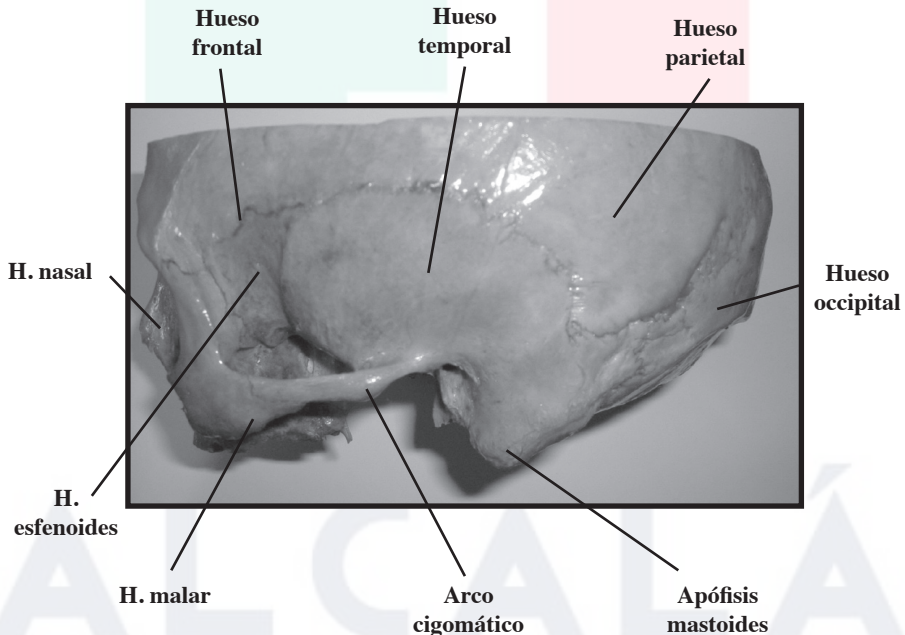 Hueso
frontal
Hueso
temporal
Hueso
parietal
H. nasal
Hueso
occipital
H.
esfenoides
H. malar
Arco
cigomático
Apófisis
mastoides
ALCALÁ